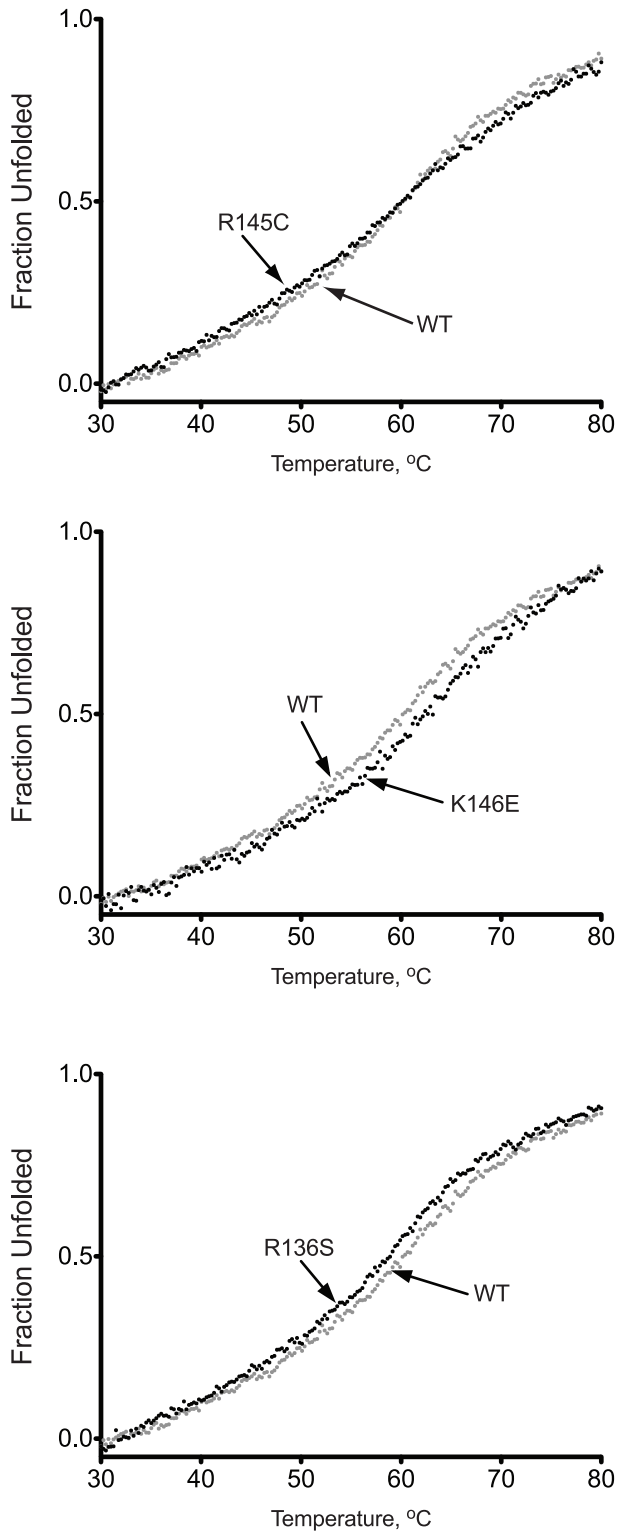 1.0
Fraction Unfolded
0.5
R145C
WT
0.0
30 40 50 60 70 80
Temperature, °C
1.0
Fraction Unfolded
0.5
WT
K146E
0.0
30 40 50 60 70 80
Temperature, °C
1.0
Fraction Unfolded
0.5
R136S
WT
0.0
30 40 50 60 70 80
Temperature, °C